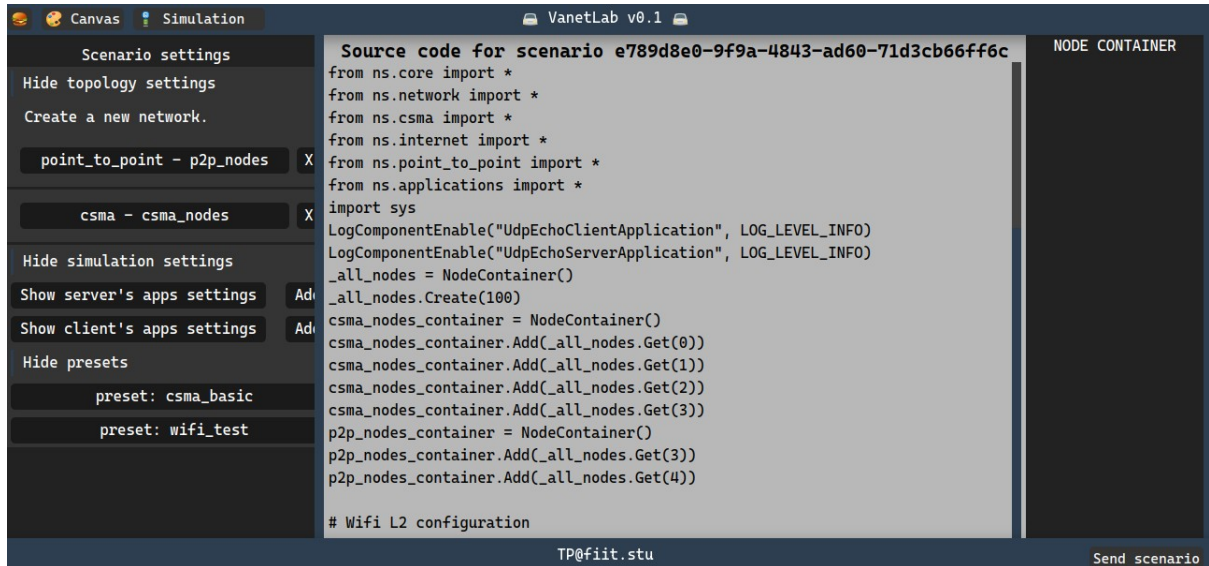 Canvas Simulation VanetLab v0.1
Scenario settings
Hide topology settings
Create a new network.
point_to_point - p2p_nodes X
csma - csma_nodes X
Hide simulation settings
Show server's apps settings
Show client's apps settings
Hide presets
preset: csma_basic
preset: wifi_test
Source code for scenario e789d8e0-9f9a-4843-ad60-71d3cb66ff6c
from ns.core import *
from ns.network import *
from ns.csma import *
from ns.internet import *
from ns.point_to_point import *
from ns.applications import *
import sys
LogComponentEnable("UdpEchoClientApplication", LOG_LEVEL_INFO)
LogComponentEnable("UdpEchoServerApplication", LOG_LEVEL_INFO)
_all_nodes = NodeContainer()
_all_nodes.Create(100)
csma_nodes_container = NodeContainer()
csma_nodes_container.Add(_all_nodes.Get(0))
csma_nodes_container.Add(_all_nodes.Get(1))
csma_nodes_container.Add(_all_nodes.Get(2))
csma_nodes_container.Add(_all_nodes.Get(3))
p2p_nodes_container = NodeContainer()
p2p_nodes_container.Add(_all_nodes.Get(3))
p2p_nodes_container.Add(_all_nodes.Get(4))
# Wifi L2 configuration
NODE CONTAINER
TP@fiit.stu
Send scenario